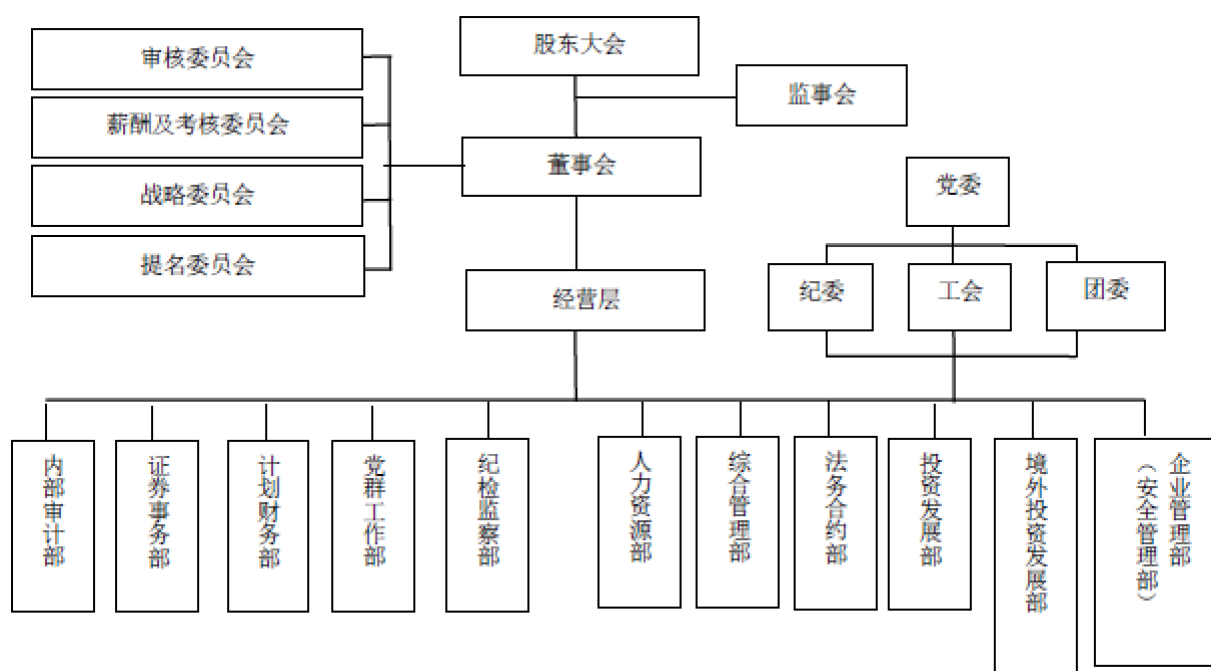 股东大会
审核委员会
监事会
薪酬及考核委员会
董事会
战略委员会
党委
提名委员会
经营层
纪委
工会
团委
内部审计部
证券事务部
计划财务部
党群工作部
纪检监察部
人力资源部
综合管理部
法务合约部
投资发展部
境外投资发展部
企业管理部
（安全管理部）